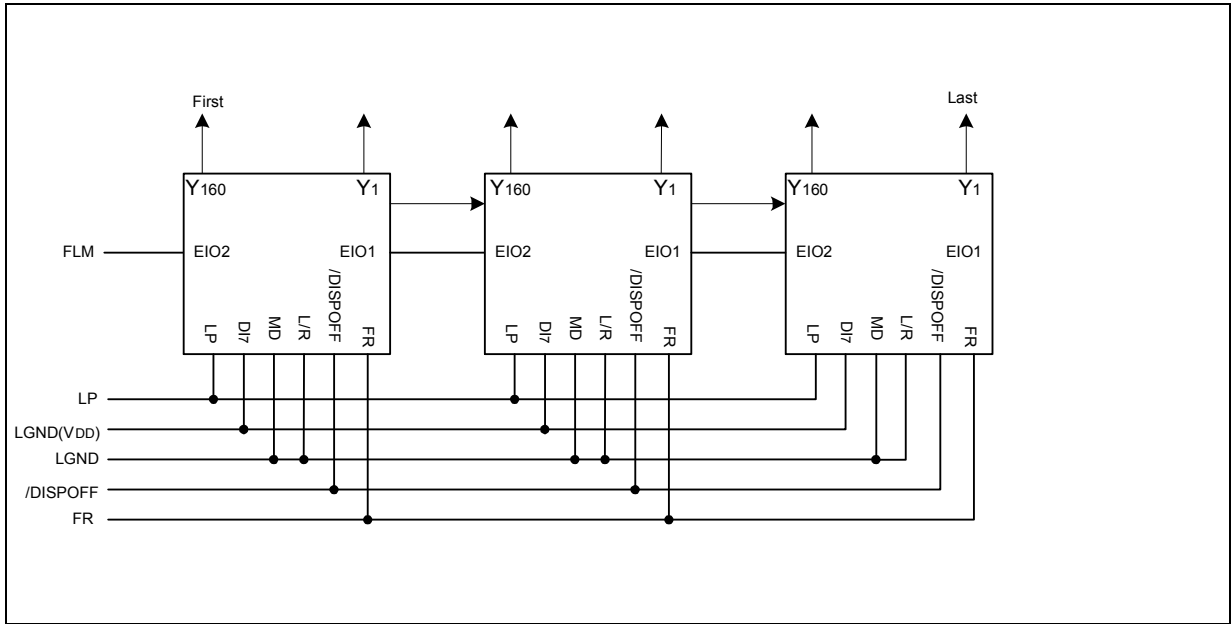 First
Last
Y160 Y1 Y160 Y1 Y160 Y1
FLM EIO2 EIO1 EIO2 EIO1 EIO2 EIO1
LP DI7 MD L/R /DISPOFF FR LP DI7 MD L/R /DISPOFF FR LP DI7 MD L/R /DISPOFF FR
LP
LGND(VDD)
LGND
/DISPOFF
FR